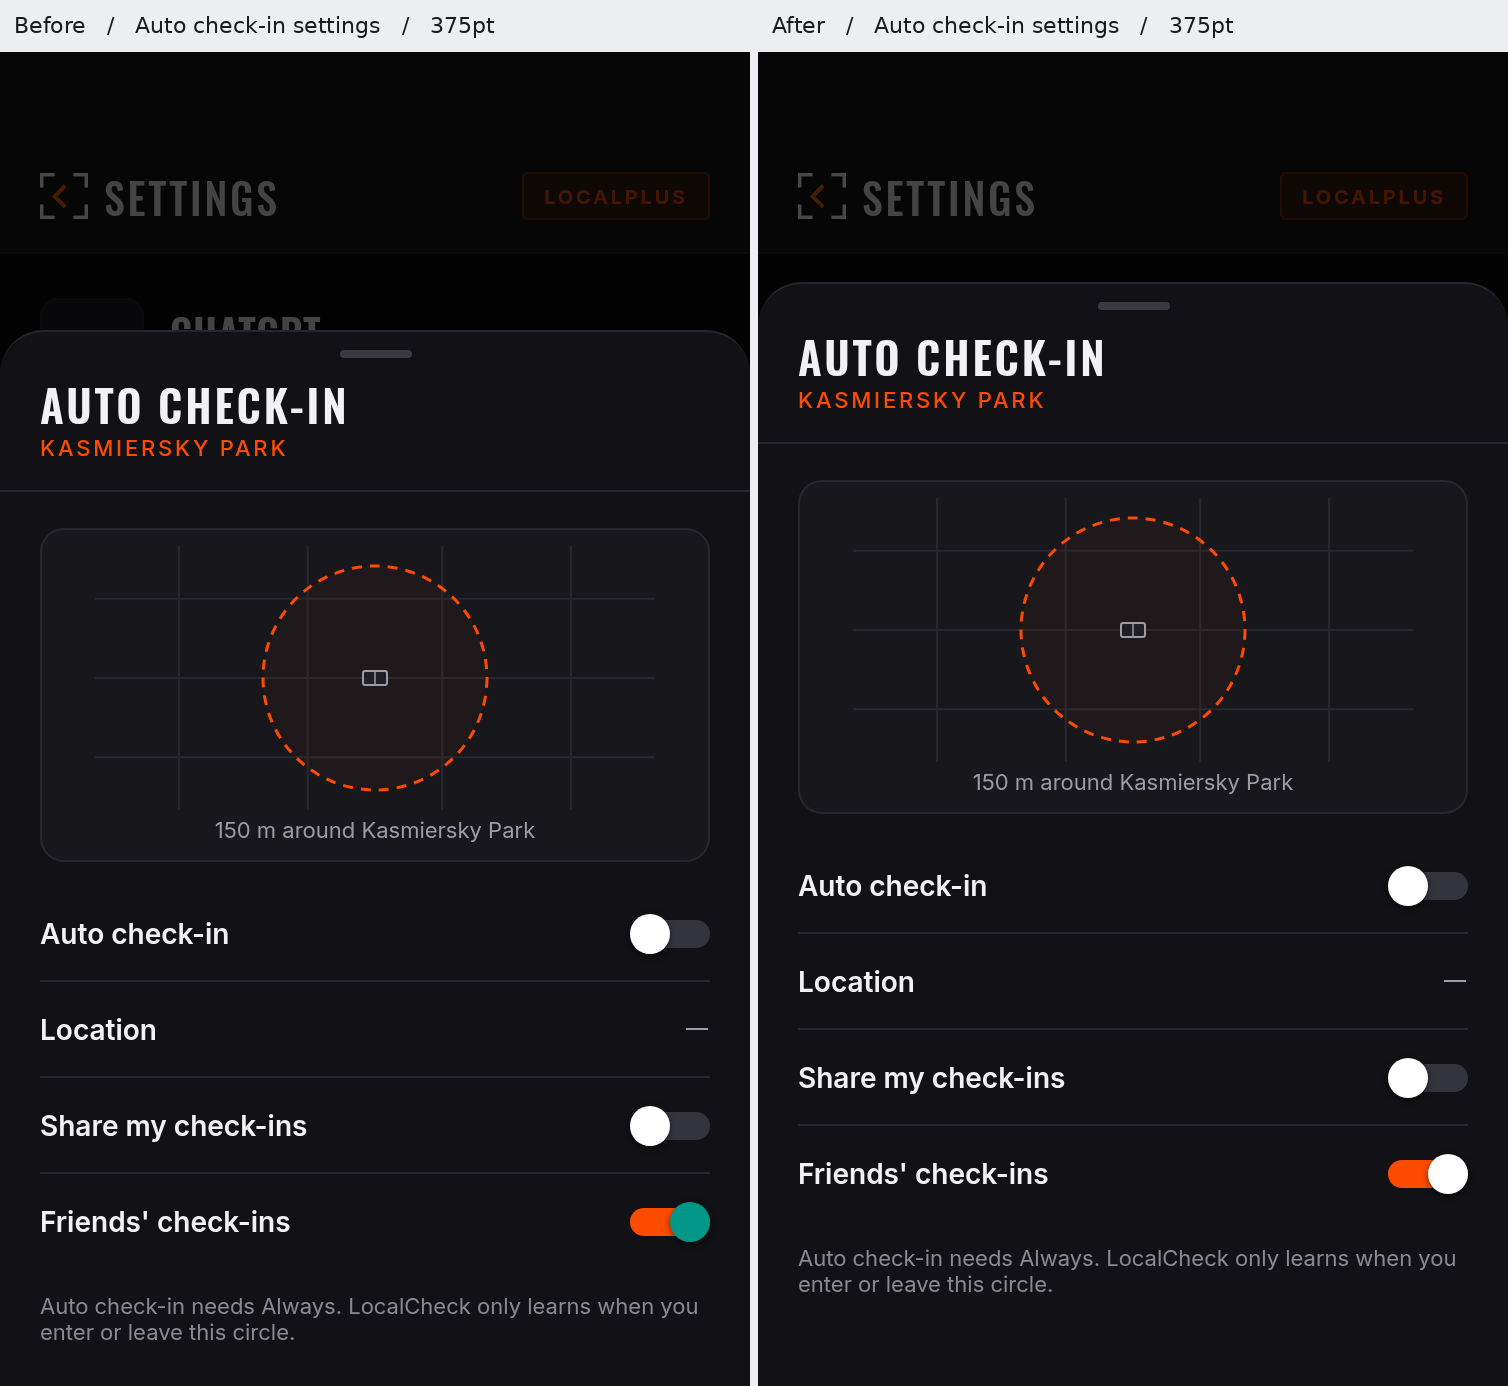 Before / Auto check-in settings / 375pt
SETTINGS
LOCALPLUS
CHATGPT
AUTO CHECK-IN
KASMIERSKY PARK
150 m around Kasmiersky Park
Auto check-in
Location —
Share my check-ins
Friends' check-ins
Auto check-in needs Always. LocalCheck only learns when you
enter or leave this circle.
After / Auto check-in settings / 375pt
SETTINGS
LOCALPLUS
AUTO CHECK-IN
KASMIERSKY PARK
150 m around Kasmiersky Park
Auto check-in
Location —
Share my check-ins
Friends' check-ins
Auto check-in needs Always. LocalCheck only learns when you
enter or leave this circle.